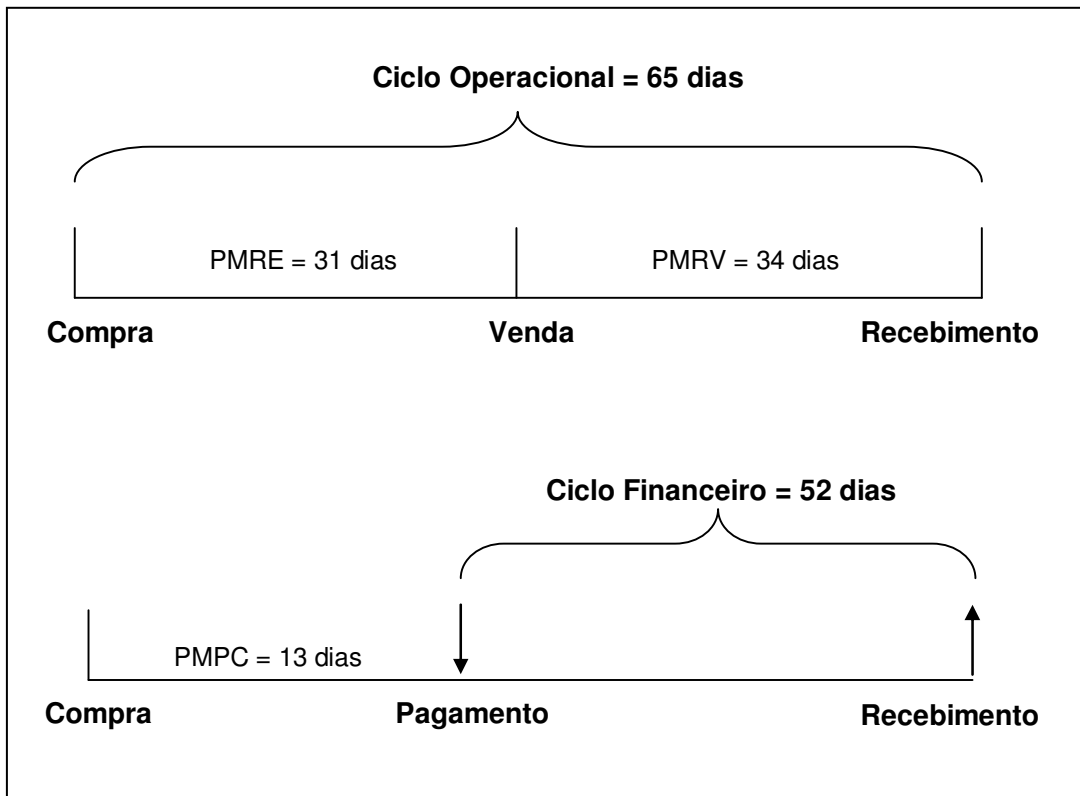 Ciclo Operacional = 65 dias
PMRE = 31 dias PMRV = 34 dias
Compra Venda Recebimento
Ciclo Financeiro = 52 dias
PMPC = 13 dias
Compra Pagamento Recebimento